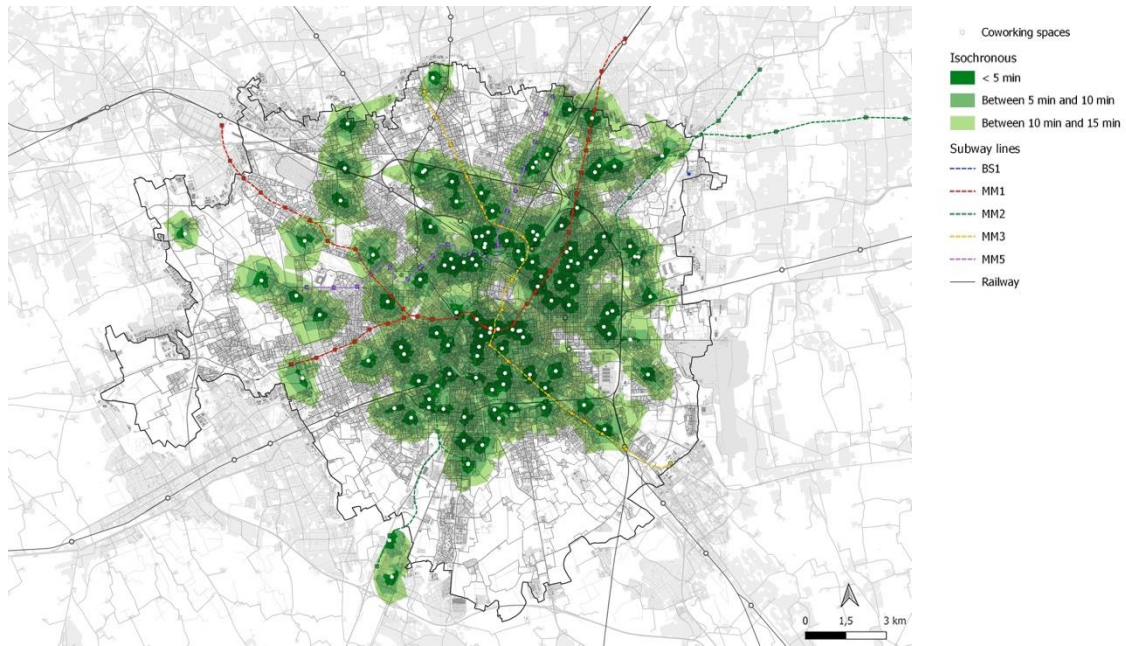 Coworking spaces
Isochronous
< 5 min
Between 5 min and 10 min
Between 10 min and 15 min
Subway lines
BS1
MM1
MM2
MM3
MM5
Railway
0 1,5 3 km